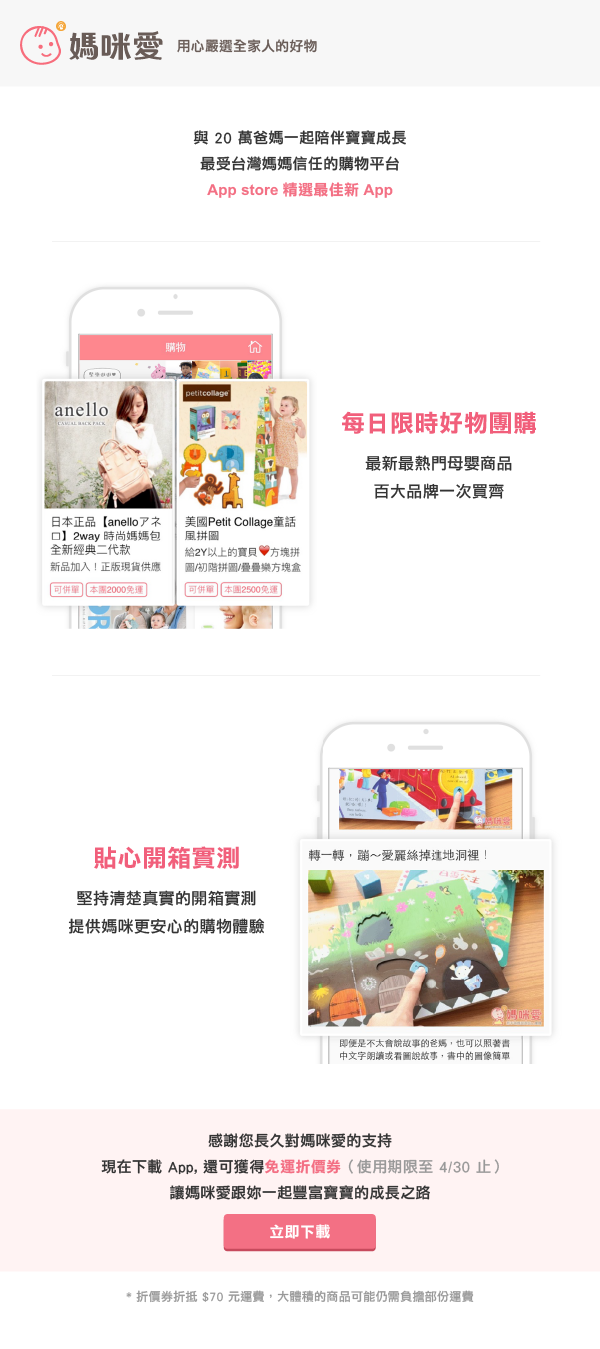 媽咪愛 用心嚴選全家人的好物
與 20 萬爸媽一起陪伴寶寶成長
最受台灣媽媽信任的購物平台
App store 精選最佳新 App
購物
anello
CASUAL BACK PACK
petitcollage
日本正品【anelloアネロ】2way 時尚媽媽包
全新經典二代款
新品加入！正版現貨供應
可併單 本團2000免運
美國Petit Collage童話
風拼圖
給2Y以上的寶貝❤️方塊拼
圖/初階拼圖/疊疊樂方塊盒
可併單 本團2500免運
每日限時好物團購
最新最熱門母嬰商品
百大品牌一次買齊
貼心開箱實測
堅持清楚真實的開箱實測
提供媽咪更安心的購物體驗
媽咪愛
轉一轉，蹦～愛麗絲掉進地洞裡！
媽咪愛
即便是不太會說故事的爸媽，也可以照著書
中文字朗讀或看圖說故事，書中的圖像簡單
感謝您長久對媽咪愛的支持
現在下載 App, 還可獲得免運折價券（使用期限至 4/30 止）
讓媽咪愛跟妳一起豐富寶寶的成長之路
立即下載
* 折價券折抵 $70 元運費，大體積的商品可能仍需負擔部份運費